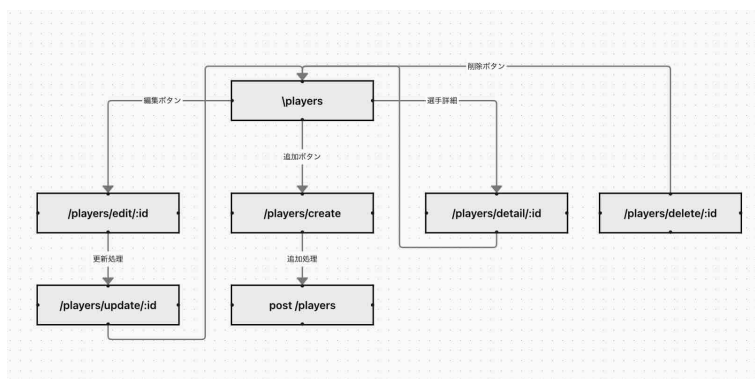 削除ボタン
\players
編集ボタン
選手詳細
追加ボタン
/players/edit/:id
/players/create
/players/detail/:id
/players/delete/:id
更新処理
追加処理
/players/update/:id
post /players